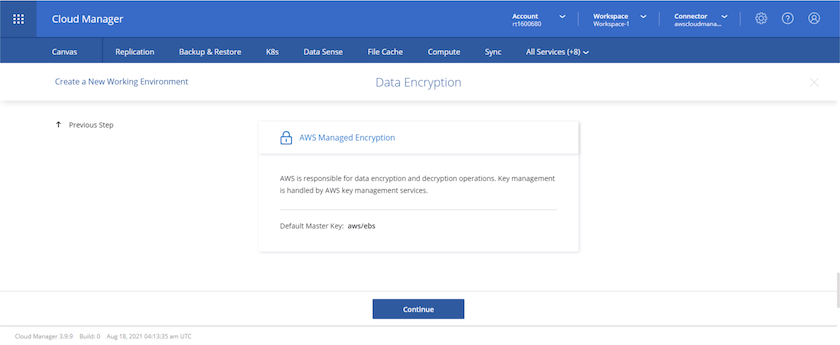 Cloud Manager
Account
rt1600680
Workspace
Workspace-1
Connector
awscloudmana...
Canvas Replication Backup & Restore K8s Data Sense File Cache Compute Sync All Services (+8)
Create a New Working Environment
Data Encryption
Previous Step
AWS Managed Encryption
AWS is responsible for data encryption and decryption operations. Key management
is handled by AWS key management services.
Default Master Key: aws/ebs
Continue
Cloud Manager 3.9.9 Build: 0 Aug 18, 2021 04:13:35 am UTC